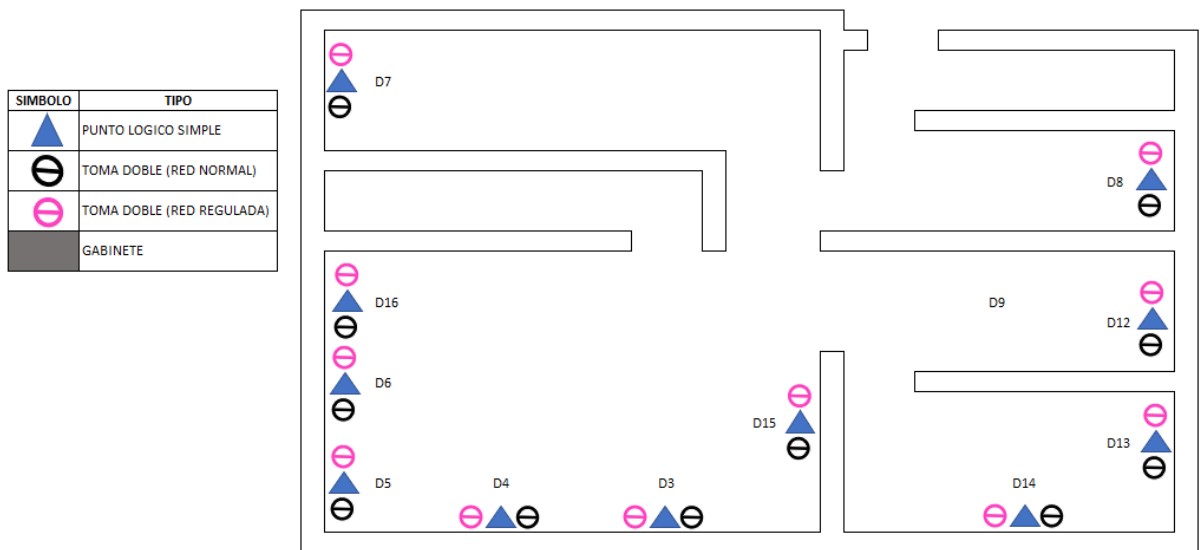 SIMBOLO TIPO
PUNTO LOGICO SIMPLE
TOMA DOBLE (RED NORMAL)
TOMA DOBLE (RED REGULADA)
GABINETE
D7
D8
D16
D9
D12
D6
D15
D13
D5
D4
D3
D14